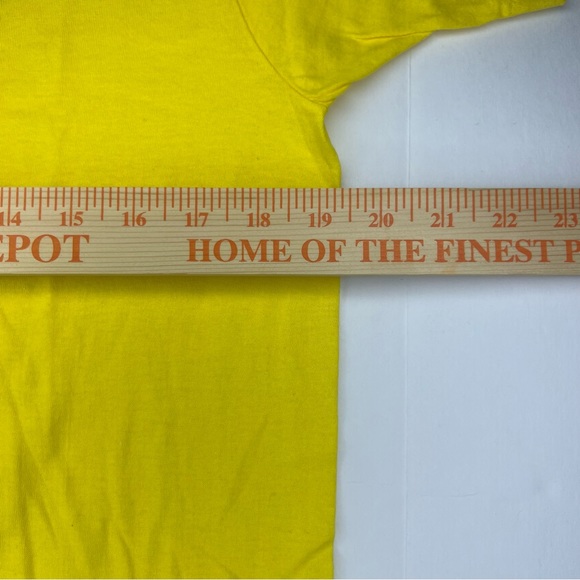 14 15 16 17 18 19 20 21 22 23
EPOT HOME OF THE FINEST P